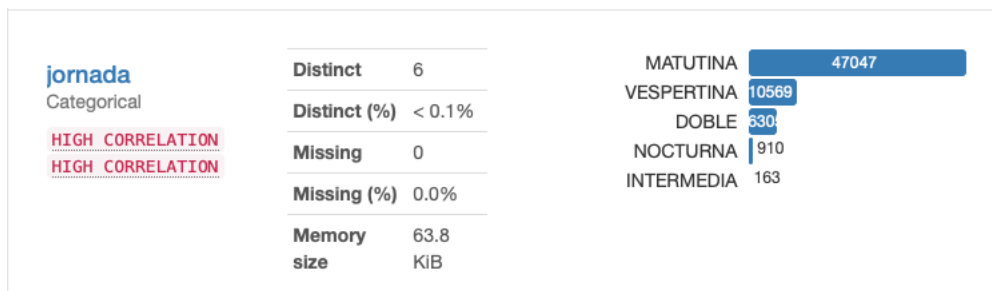 jornada
Categorical
HIGH CORRELATION
HIGH CORRELATION
Distinct 6
Distinct (%) < 0.1%
Missing 0
Missing (%) 0.0%
Memory size 63.8 KiB
MATUTINA 47047
VESPERTINA 10569
DOBLE 6305
NOCTURNA 910
INTERMEDIA 163